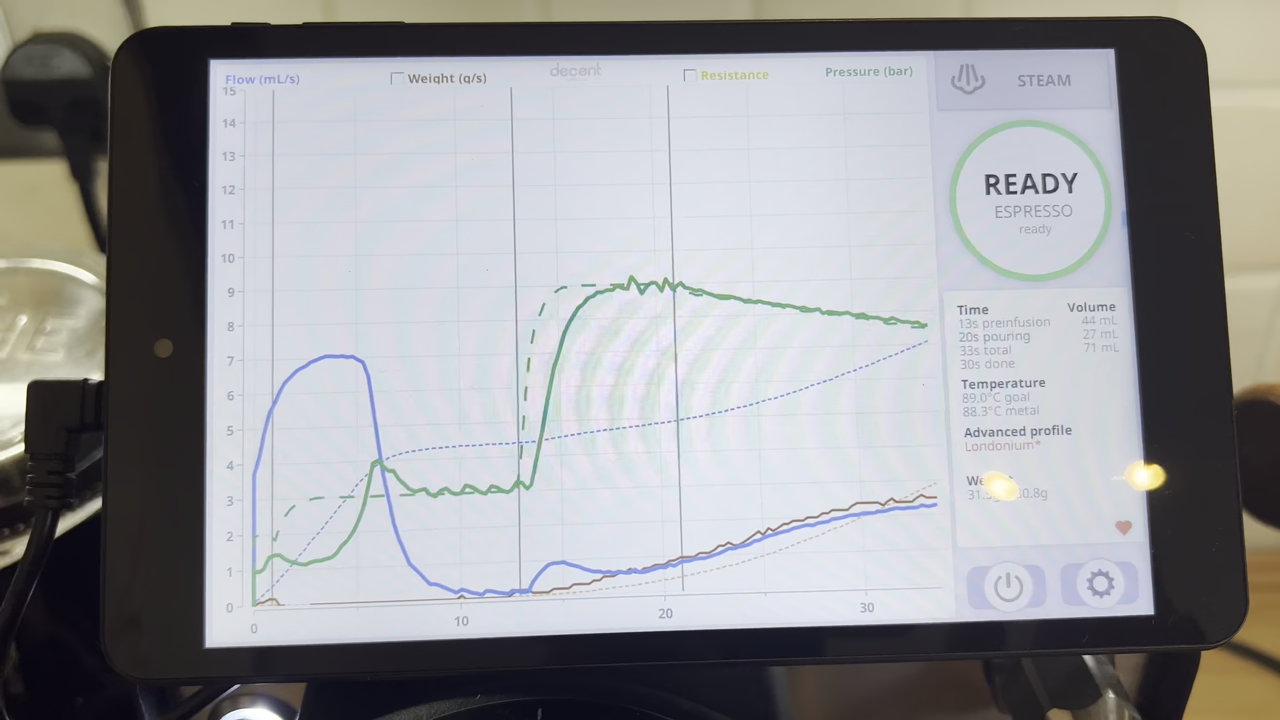 Flow (mL/s)
Weight (g/s)
decent
Resistance
Pressure (bar)
STEAM
15
14
13
12
11
10
9
8
7
6
5
4
3
2
1
0
0
10
20
30
READY
ESPRESSO
ready
Time Volume
13s preinfusion 44 mL
20s pouring 27 mL
33s total 71 mL
30s done
Temperature
89.0°C goal
88.3°C metal
Advanced profile
Londonium*